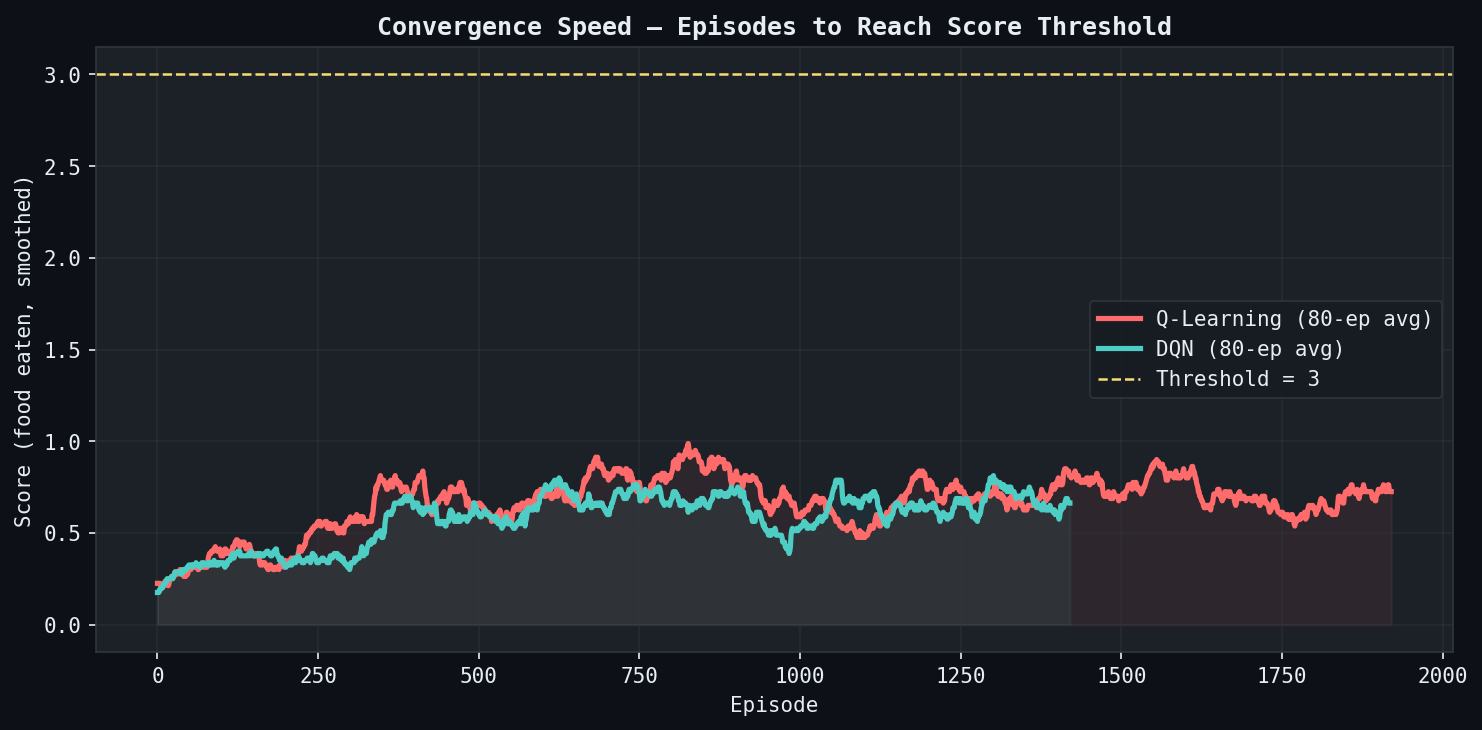 Convergence Speed — Episodes to Reach Score Threshold
Score (food eaten, smoothed)
3.0
2.5
2.0
1.5
1.0
0.5
0.0
Q-Learning (80-ep avg)
DQN (80-ep avg)
Threshold = 3
0 250 500 750 1000 1250 1500 1750 2000
Episode